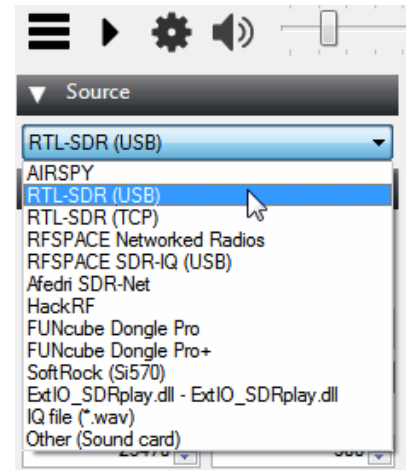 Source
RTL-SDR (USB)
AIRSPY
RTL-SDR (USB)
RTL-SDR (TCP)
RFSPACE Networked Radios
RFSPACE SDR-IQ (USB)
Afedri SDR-Net
HackRF
FUNcube Dongle Pro
FUNcube Dongle Pro+
SoftRock (Si570)
ExtIO_SDRplay.dll - ExtIO_SDRplay.dll
IQ file (*.wav)
Other (Sound card)